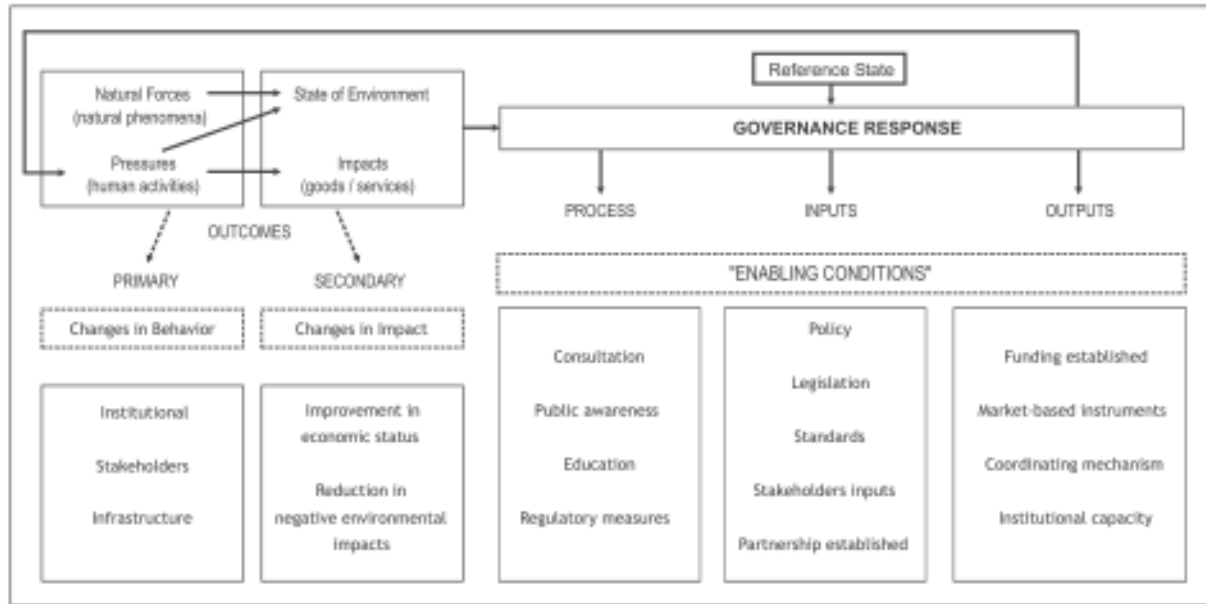 Reference State
Natural Forces
(natural phenomena)
State of Environment
GOVERNANCE RESPONSE
Pressures
(human activities)
Impacts
(goods / services)
PROCESS
INPUTS
OUTPUTS
OUTCOMES
PRIMARY
SECONDARY
"ENABLING CONDITIONS"
Changes in Behavior
Changes in Impact
Institutional
Stakeholders
Infrastructure
Improvement in
economic status
Reduction in
negative environmental
impacts
Consultation
Public awareness
Education
Regulatory measures
Policy
Legislation
Standards
Stakeholders inputs
Partnership established
Funding established
Market-based instruments
Coordinating mechanism
Institutional capacity